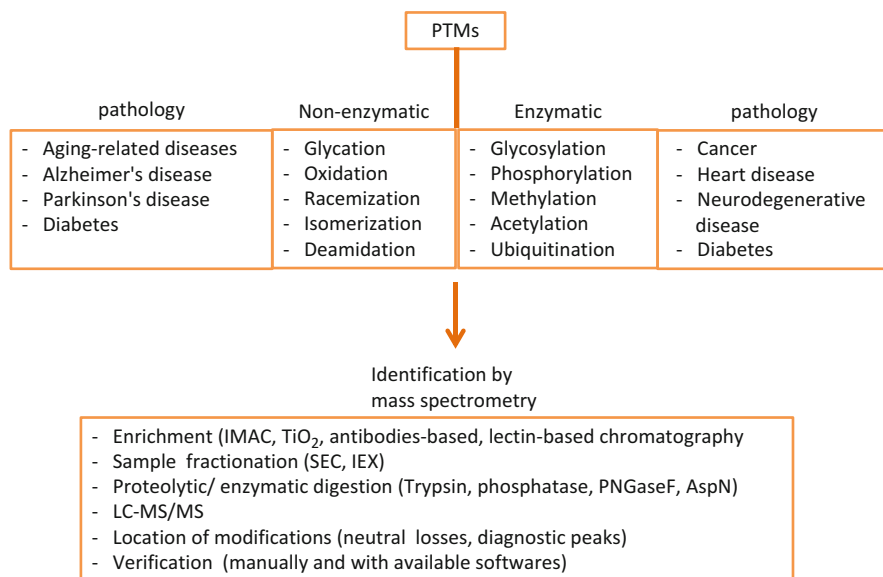 PTMs
pathology
- Aging-related diseases
- Alzheimer's disease
- Parkinson's disease
- Diabetes
Non-enzymatic
- Glycation
- Oxidation
- Racemization
- Isomerization
- Deamidation
Enzymatic
- Glycosylation
- Phosphorylation
- Methylation
- Acetylation
- Ubiquitination
pathology
- Cancer
- Heart disease
- Neurodegenerative
disease
- Diabetes
Identification by
mass spectrometry
- Enrichment (IMAC, TiO₂, antibodies-based, lectin-based chromatography
- Sample fractionation (SEC, IEX)
- Proteolytic/ enzymatic digestion (Trypsin, phosphatase, PNGaseF, AspN)
- LC-MS/MS
- Location of modifications (neutral losses, diagnostic peaks)
- Verification (manually and with available softwares)